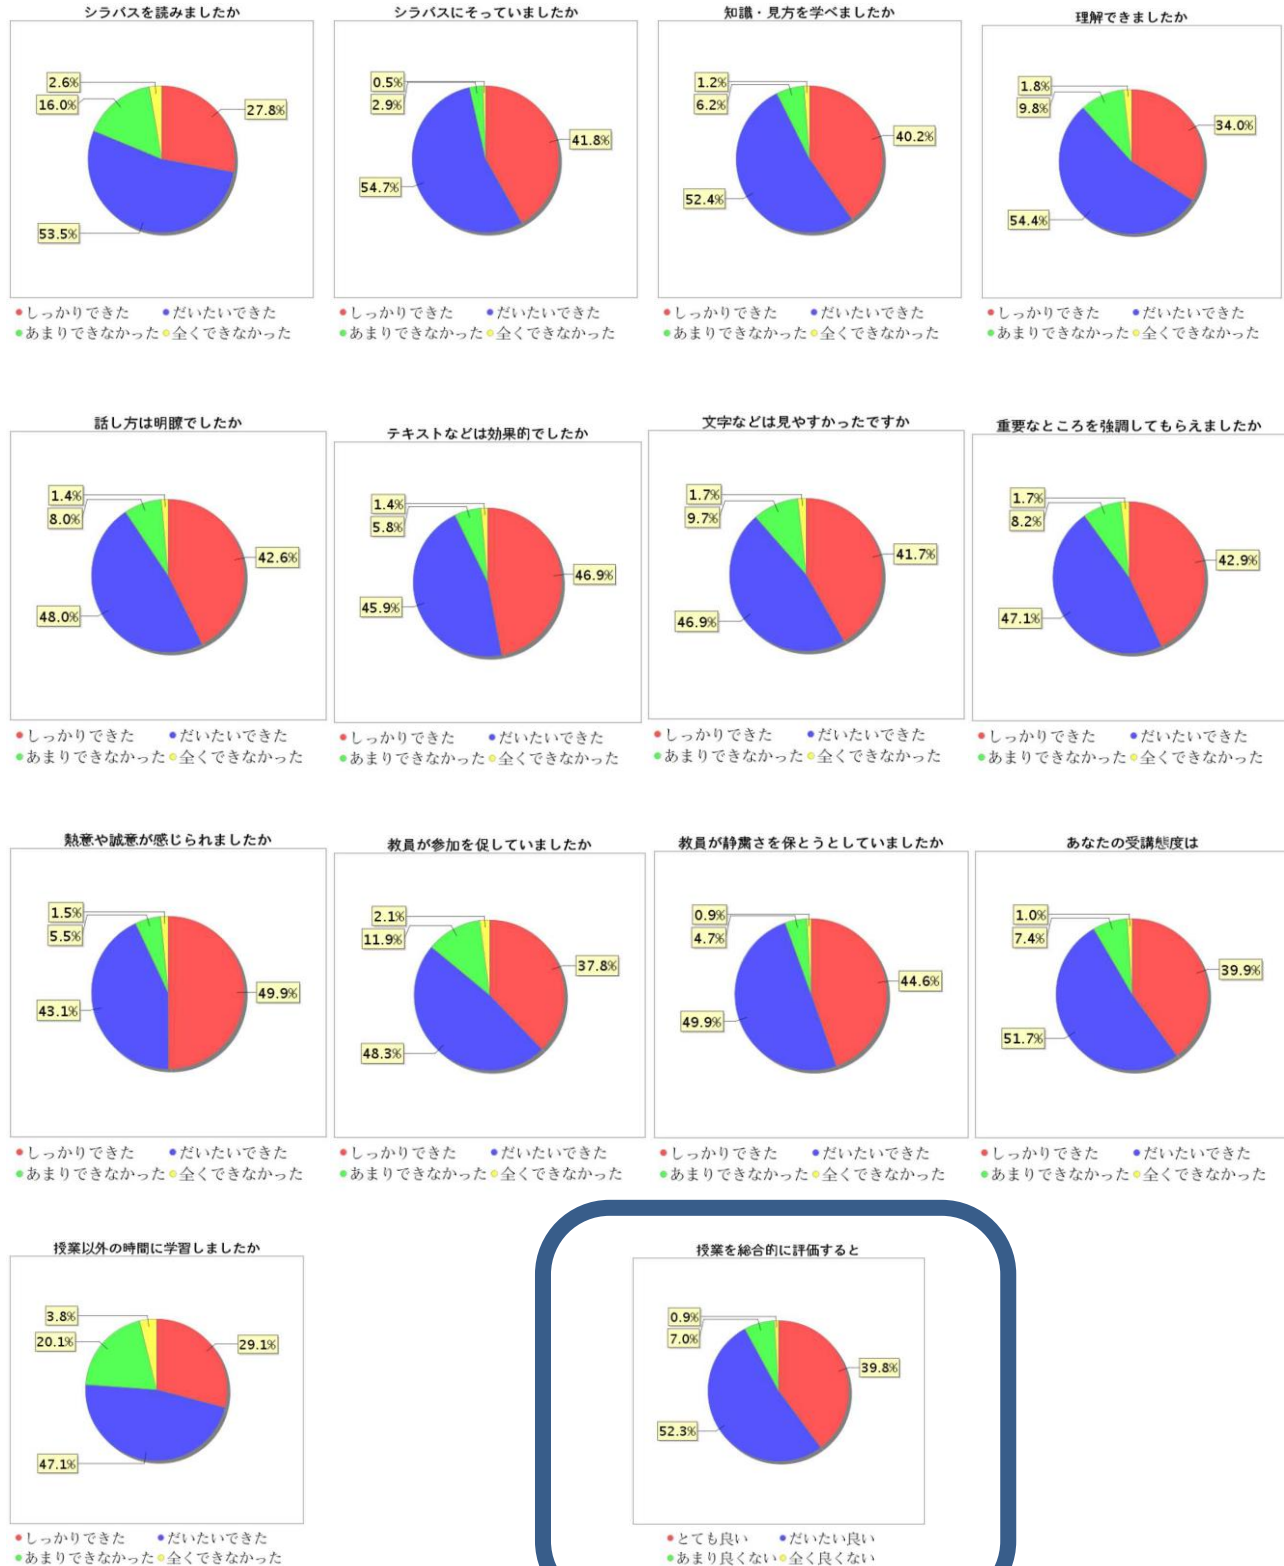 シラバスを読みましたか
2.6%
16.0%
27.8%
53.5%
●しっかりできた ●だいたいできた
●あまりできなかった ●全くできなかった
シラバスにそっていましたか
0.5%
2.9%
41.8%
54.7%
●しっかりできた ●だいたいできた
●あまりできなかった ●全くできなかった
知識・見方を学べましたか
1.2%
6.2%
40.2%
52.4%
●しっかりできた ●だいたいできた
●あまりできなかった ●全くできなかった
理解できましたか
1.8%
9.8%
34.0%
54.4%
●しっかりできた ●だいたいできた
●あまりできなかった ●全くできなかった
話し方は明瞭でしたか
1.4%
8.0%
42.6%
48.0%
●しっかりできた ●だいたいできた
●あまりできなかった ●全くできなかった
テキストなどは効果的でしたか
1.4%
5.8%
46.9%
45.9%
●しっかりできた ●だいたいできた
●あまりできなかった ●全くできなかった
文字などは見やすかったですか
1.7%
9.7%
41.7%
46.9%
●しっかりできた ●だいたいできた
●あまりできなかった ●全くできなかった
重要なところを強調してもらえましたか
1.7%
8.2%
42.9%
47.1%
●しっかりできた ●だいたいできた
●あまりできなかった ●全くできなかった
熱意や誠意が感じられましたか
1.5%
5.5%
49.9%
43.1%
●しっかりできた ●だいたいできた
●あまりできなかった ●全くできなかった
教員が参加を促していましたか
2.1%
11.9%
37.8%
48.3%
●しっかりできた ●だいたいできた
●あまりできなかった ●全くできなかった
教員が静粛さを保とうとしていましたか
0.9%
4.7%
44.6%
49.9%
●しっかりできた ●だいたいできた
●あまりできなかった ●全くできなかった
あなたの受講態度は
1.0%
7.4%
39.9%
51.7%
●しっかりできた ●だいたいできた
●あまりできなかった ●全くできなかった
授業以外の時間に学習しましたか
3.8%
20.1%
29.1%
47.1%
●しっかりできた ●だいたいできた
●あまりできなかった ●全くできなかった
授業を総合的に評価すると
0.9%
7.0%
39.8%
52.3%
●とても良い ●だいたい良い
●あまり良くない ●全く良くない